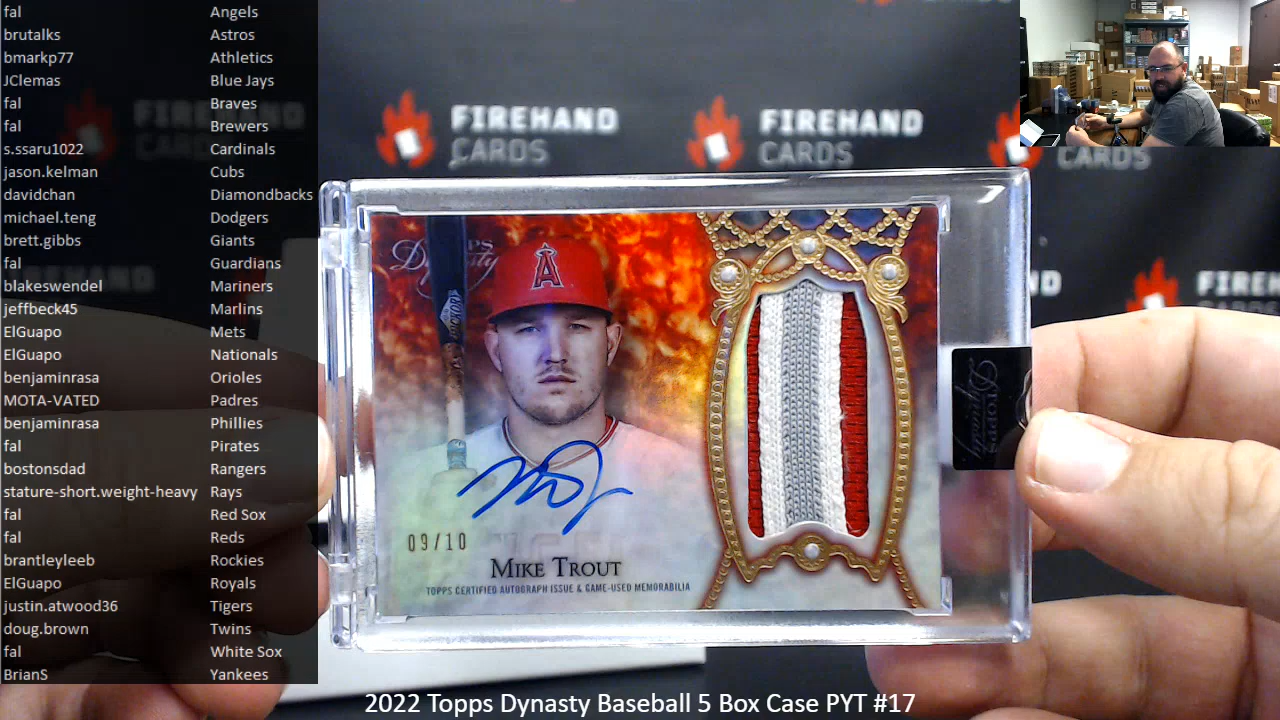 fal Angels
brutalks Astros
bmarkp77 Athletics
JClemas Blue Jays
fal Braves
fal Brewers
s.ssaru1022 Cardinals
jason.kelman Cubs
davidchan Diamondbacks
michael.teng Dodgers
brett.gibbs Giants
fal Guardians
blakeswendel Mariners
jeffbeck45 Marlins
ElGuapo Mets
ElGuapo Nationals
benjaminrasa Orioles
MOTA-VATED Padres
benjaminrasa Phillies
fal Pirates
bostonsdad Rangers
stature-short.weight-heavy Rays
fal Red Sox
fal Reds
brantleyleeb Rockies
ElGuapo Royals
justin.atwood36 Tigers
doug.brown Twins
fal White Sox
BrianS Yankees
FIREHAND
CARDS
FIREHAND
CARDS
CARDS
Topps
Dynasty
A
09/10
MIKE TROUT
TOPPS CERTIFIED AUTOGRAPH ISSUE & GAME-USED MEMORABILIA
Topps
Dynasty
2022 Topps Dynasty Baseball 5 Box Case PYT #17